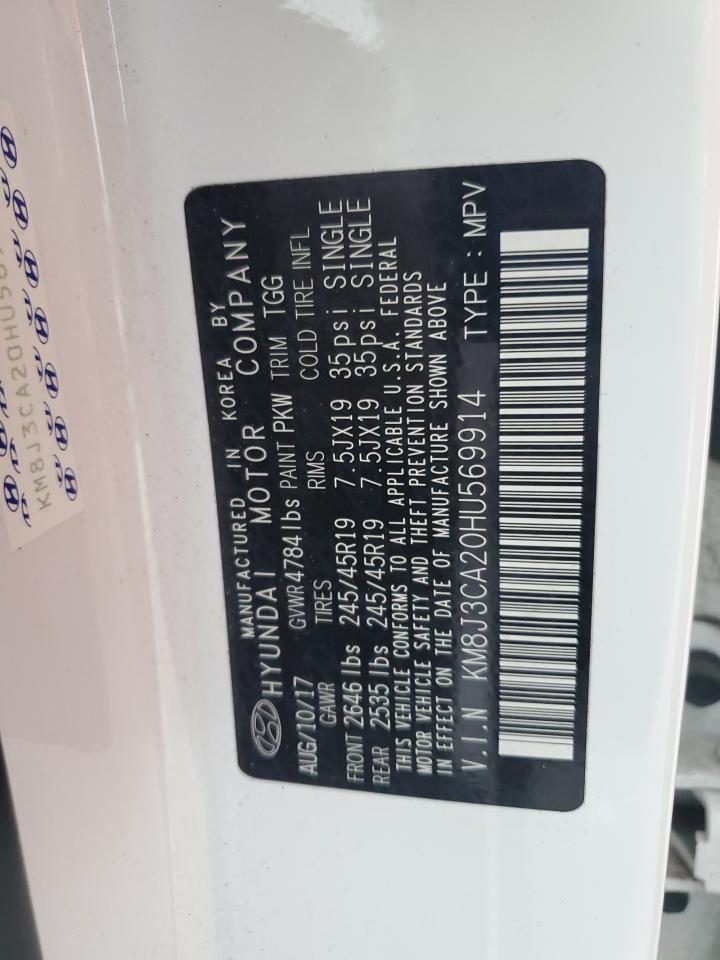 MANUFACTURED IN KOREA BY
HYUNDAI MOTOR COMPANY
AUG/10/17 GVWR 4784 lbs PAINT PKW TRIM TGG
GAWR TIRES RIMS COLD TIRE INFL
FRONT 2646 lbs 245/45R19 7.5JX19 35psi SINGLE
REAR 2535 lbs 245/45R19 7.5JX19 35psi SINGLE
THIS VEHICLE CONFORMS TO ALL APPLICABLE U.S.A. FEDERAL
MOTOR VEHICLE SAFETY AND THEFT PREVENTION STANDARDS
IN EFFECT ON THE DATE OF MANUFACTURE SHOWN ABOVE
V.I.N KM8J3CA20HU569914 TYPE : MPV